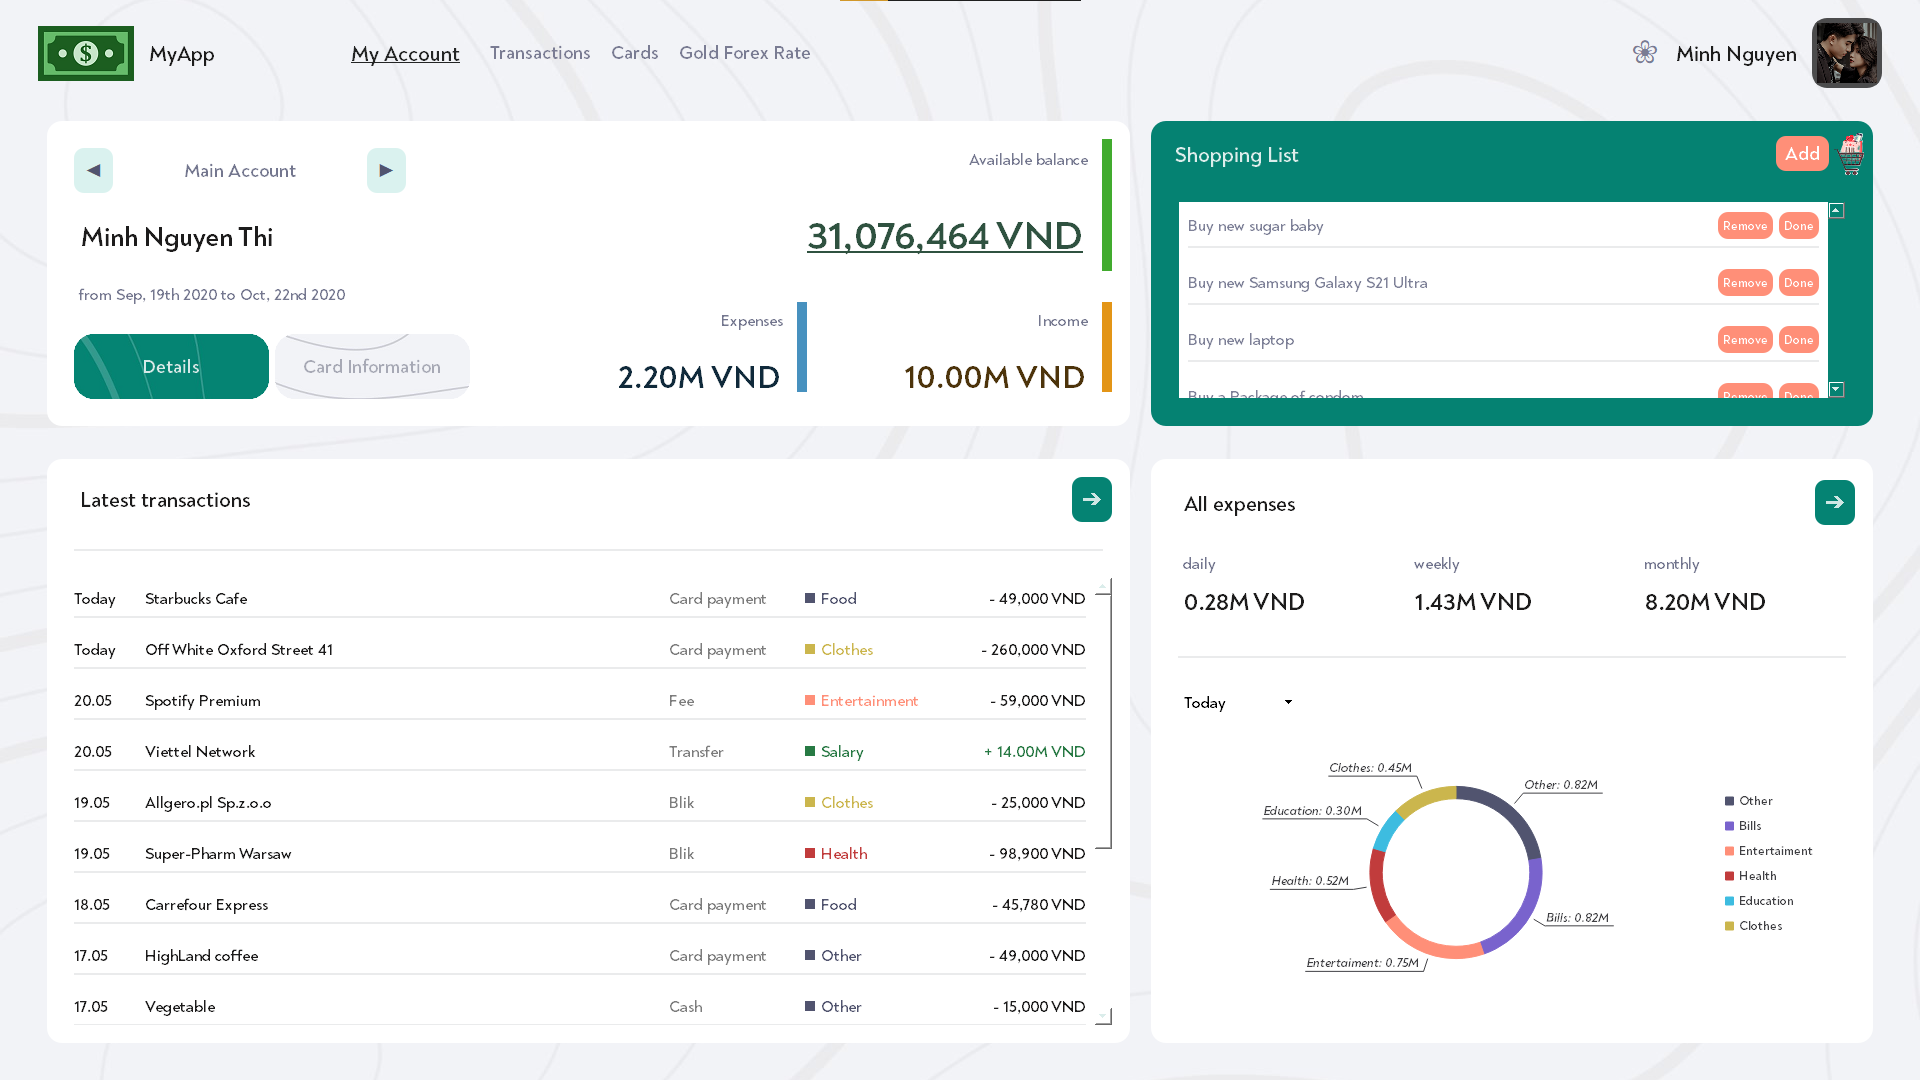 $ MyApp My Account Transactions Cards Gold Forex Rate Minh Nguyen
Main Account
Minh Nguyen Thi
from Sep, 19th 2020 to Oct, 22nd 2020
Details
Card Information
Available balance
31,076,464 VND
Expenses
2.20M VND
Income
10.00M VND
Shopping List
Add
Buy new sugar baby Remove Done
Buy new Samsung Galaxy S21 Ultra Remove Done
Buy new laptop Remove Done
Buy a Package of condom Remove Done
Latest transactions
Today Starbucks Cafe Card payment Food - 49,000 VND
Today Off White Oxford Street 41 Card payment Clothes - 260,000 VND
20.05 Spotify Premium Fee Entertainment - 59,000 VND
20.05 Viettel Network Transfer Salary + 14.00M VND
19.05 Allgero.pl Sp.z.o.o Blik Clothes - 25,000 VND
19.05 Super-Pharm Warsaw Blik Health - 98,900 VND
18.05 Carrefour Express Card payment Food - 45,780 VND
17.05 HighLand coffee Card payment Other - 49,000 VND
17.05 Vegetable Cash Other - 15,000 VND
All expenses
daily weekly monthly
0.28M VND 1.43M VND 8.20M VND
Today
Clothes: 0.45M
Other: 0.82M
Education: 0.30M
Health: 0.52M
Bills: 0.82M
Entertaiment: 0.75M
Other
Bills
Entertaiment
Health
Education
Clothes